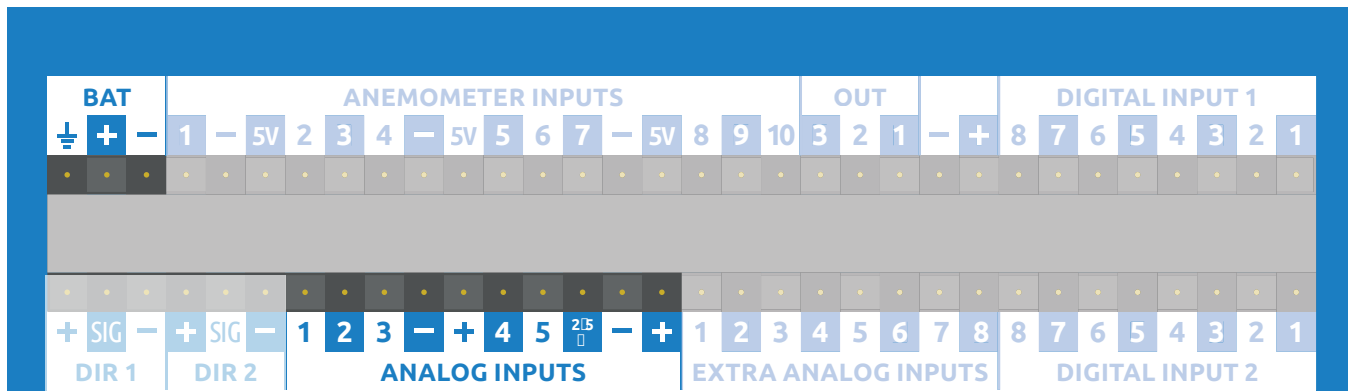 BAT ANEMOMETER INPUTS OUT DIGITAL INPUT 1
⏚ + − 1 − 5V 2 3 4 − 5V 5 6 7 − 5V 8 9 10 3 2 1 − + 8 7 6 5 4 3 2 1
+ SIG − + SIG − 1 2 3 − + 4 5 − + 1 2 3 4 5 6 7 8 8 7 6 5 4 3 2 1
DIR 1 DIR 2 ANALOG INPUTS EXTRA ANALOG INPUTS DIGITAL INPUT 2